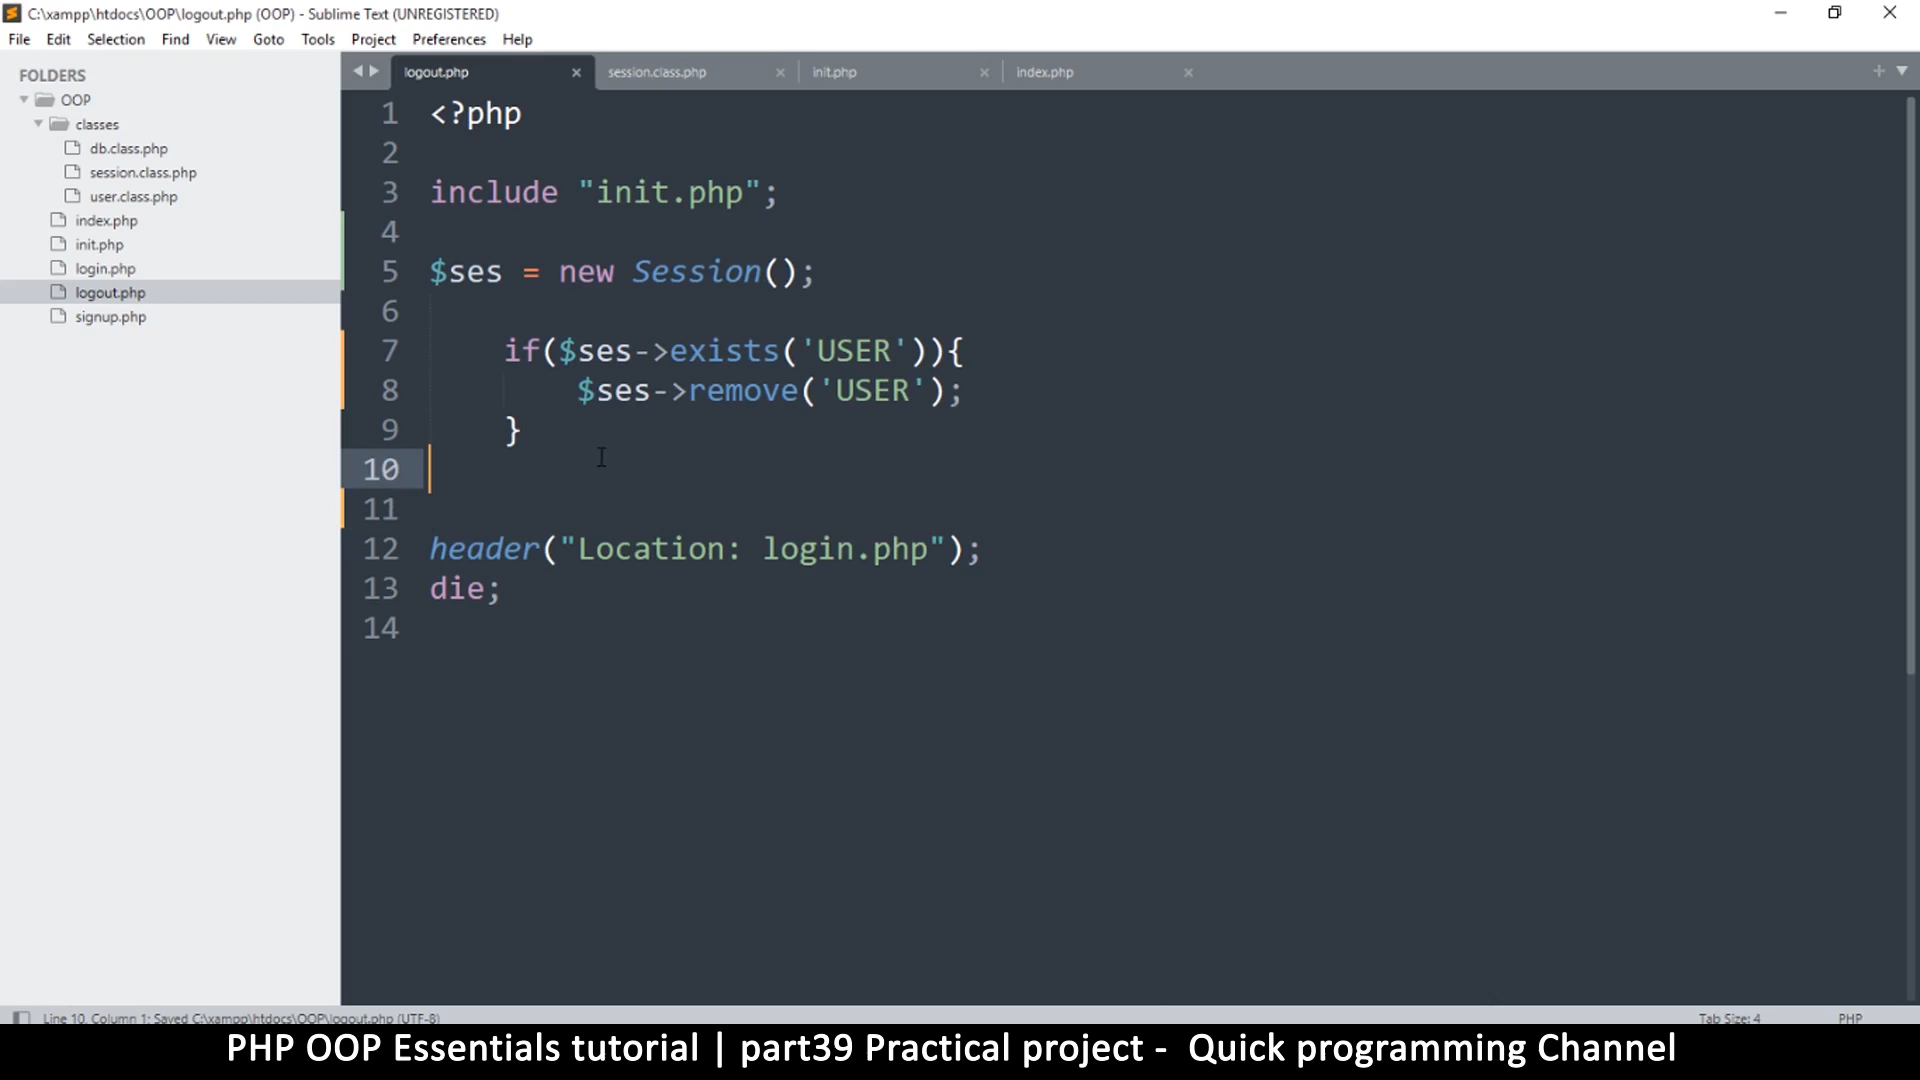 C:\xampp\htdocs\OOP\logout.php (OOP) - Sublime Text (UNREGISTERED)
File Edit Selection Find View Goto Tools Project Preferences Help
FOLDERS
OOP
classes
db.class.php
session.class.php
user.class.php
index.php
init.php
login.php
logout.php
signup.php
logout.php session.class.php init.php index.php
1 <?php
2
3 include "init.php";
4
5 $ses = new Session();
6
7 if($ses->exists('USER')){
8 $ses->remove('USER');
9 }
10
11
12 header("Location: login.php");
13 die;
14
Line 10, Column 1; Saved C:\xampp\htdocs\OOP\logout.php (UTF-8) Tab Size: 4 PHP
PHP OOP Essentials tutorial | part39 Practical project - Quick programming Channel